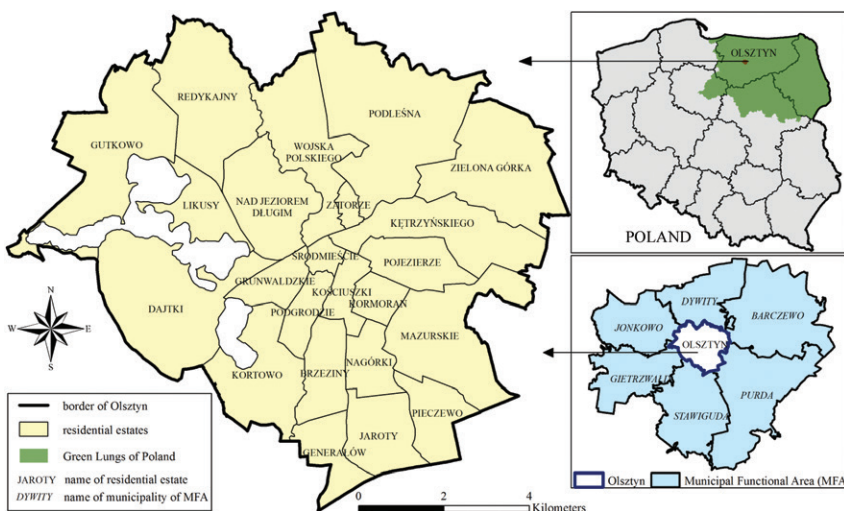 REDYKAJNY
PODLEŚNA
GUTKOWO
WOJSKA
POLSKIEGO
ZIELONA GÓRKA
LIKUSY
NAD JEZIOREM
DŁUGIM
ZATORZE
KĘTRZYŃSKIEGO
ŚRÓDMIEŚCIE
POJEZIERZE
GRUNWALDZKIE
KOŚCIUSZKI
KORMORAN
DAJTKI
PODGRODZIE
MAZURSKIE
KORTOWO
BRZEZINY
NAGÓRKI
PIECZEWO
JAROTY
GENERAŁÓW
N
W
E
S
border of Olsztyn
residential estates
Green Lungs of Poland
JAROTY name of residential estate
DYWITY name of municipality of MFA
0 1 2 4
Kilometers
OLSZTYN
POLAND
DYWITY
BARCZEWO
JONKOWO
OLSZTYN
GIETRZWAŁD
PURDA
STAWIGUDA
Olsztyn
Municipal Functional Area (MFA)